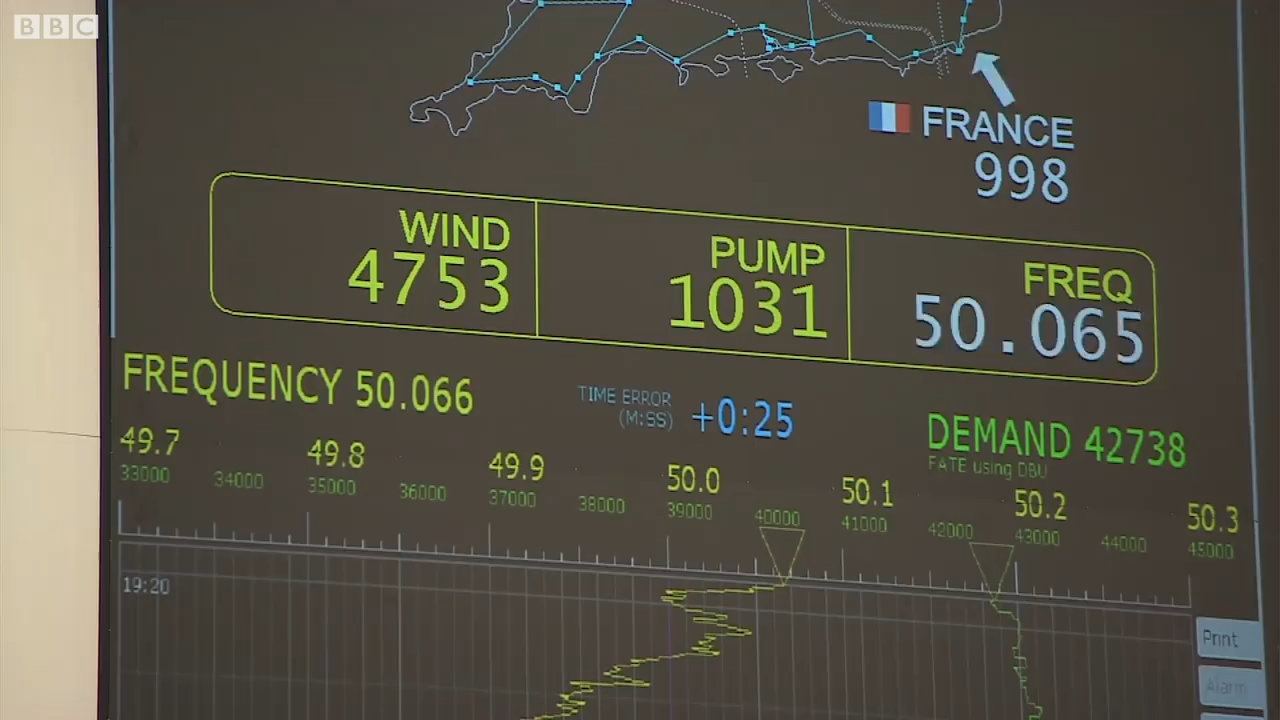 BBC
FRANCE
998
WIND
4753
PUMP
1031
FREQ
50.065
FREQUENCY 50.066
TIME ERROR
(M:SS)
+0:25
DEMAND 42738
FATE using DBU
49.7 49.8 49.9 50.0 50.1 50.2 50.3
33000 34000 35000 36000 37000 38000 39000 40000 41000 42000 43000 44000 45000
19:20
Print
Alarm